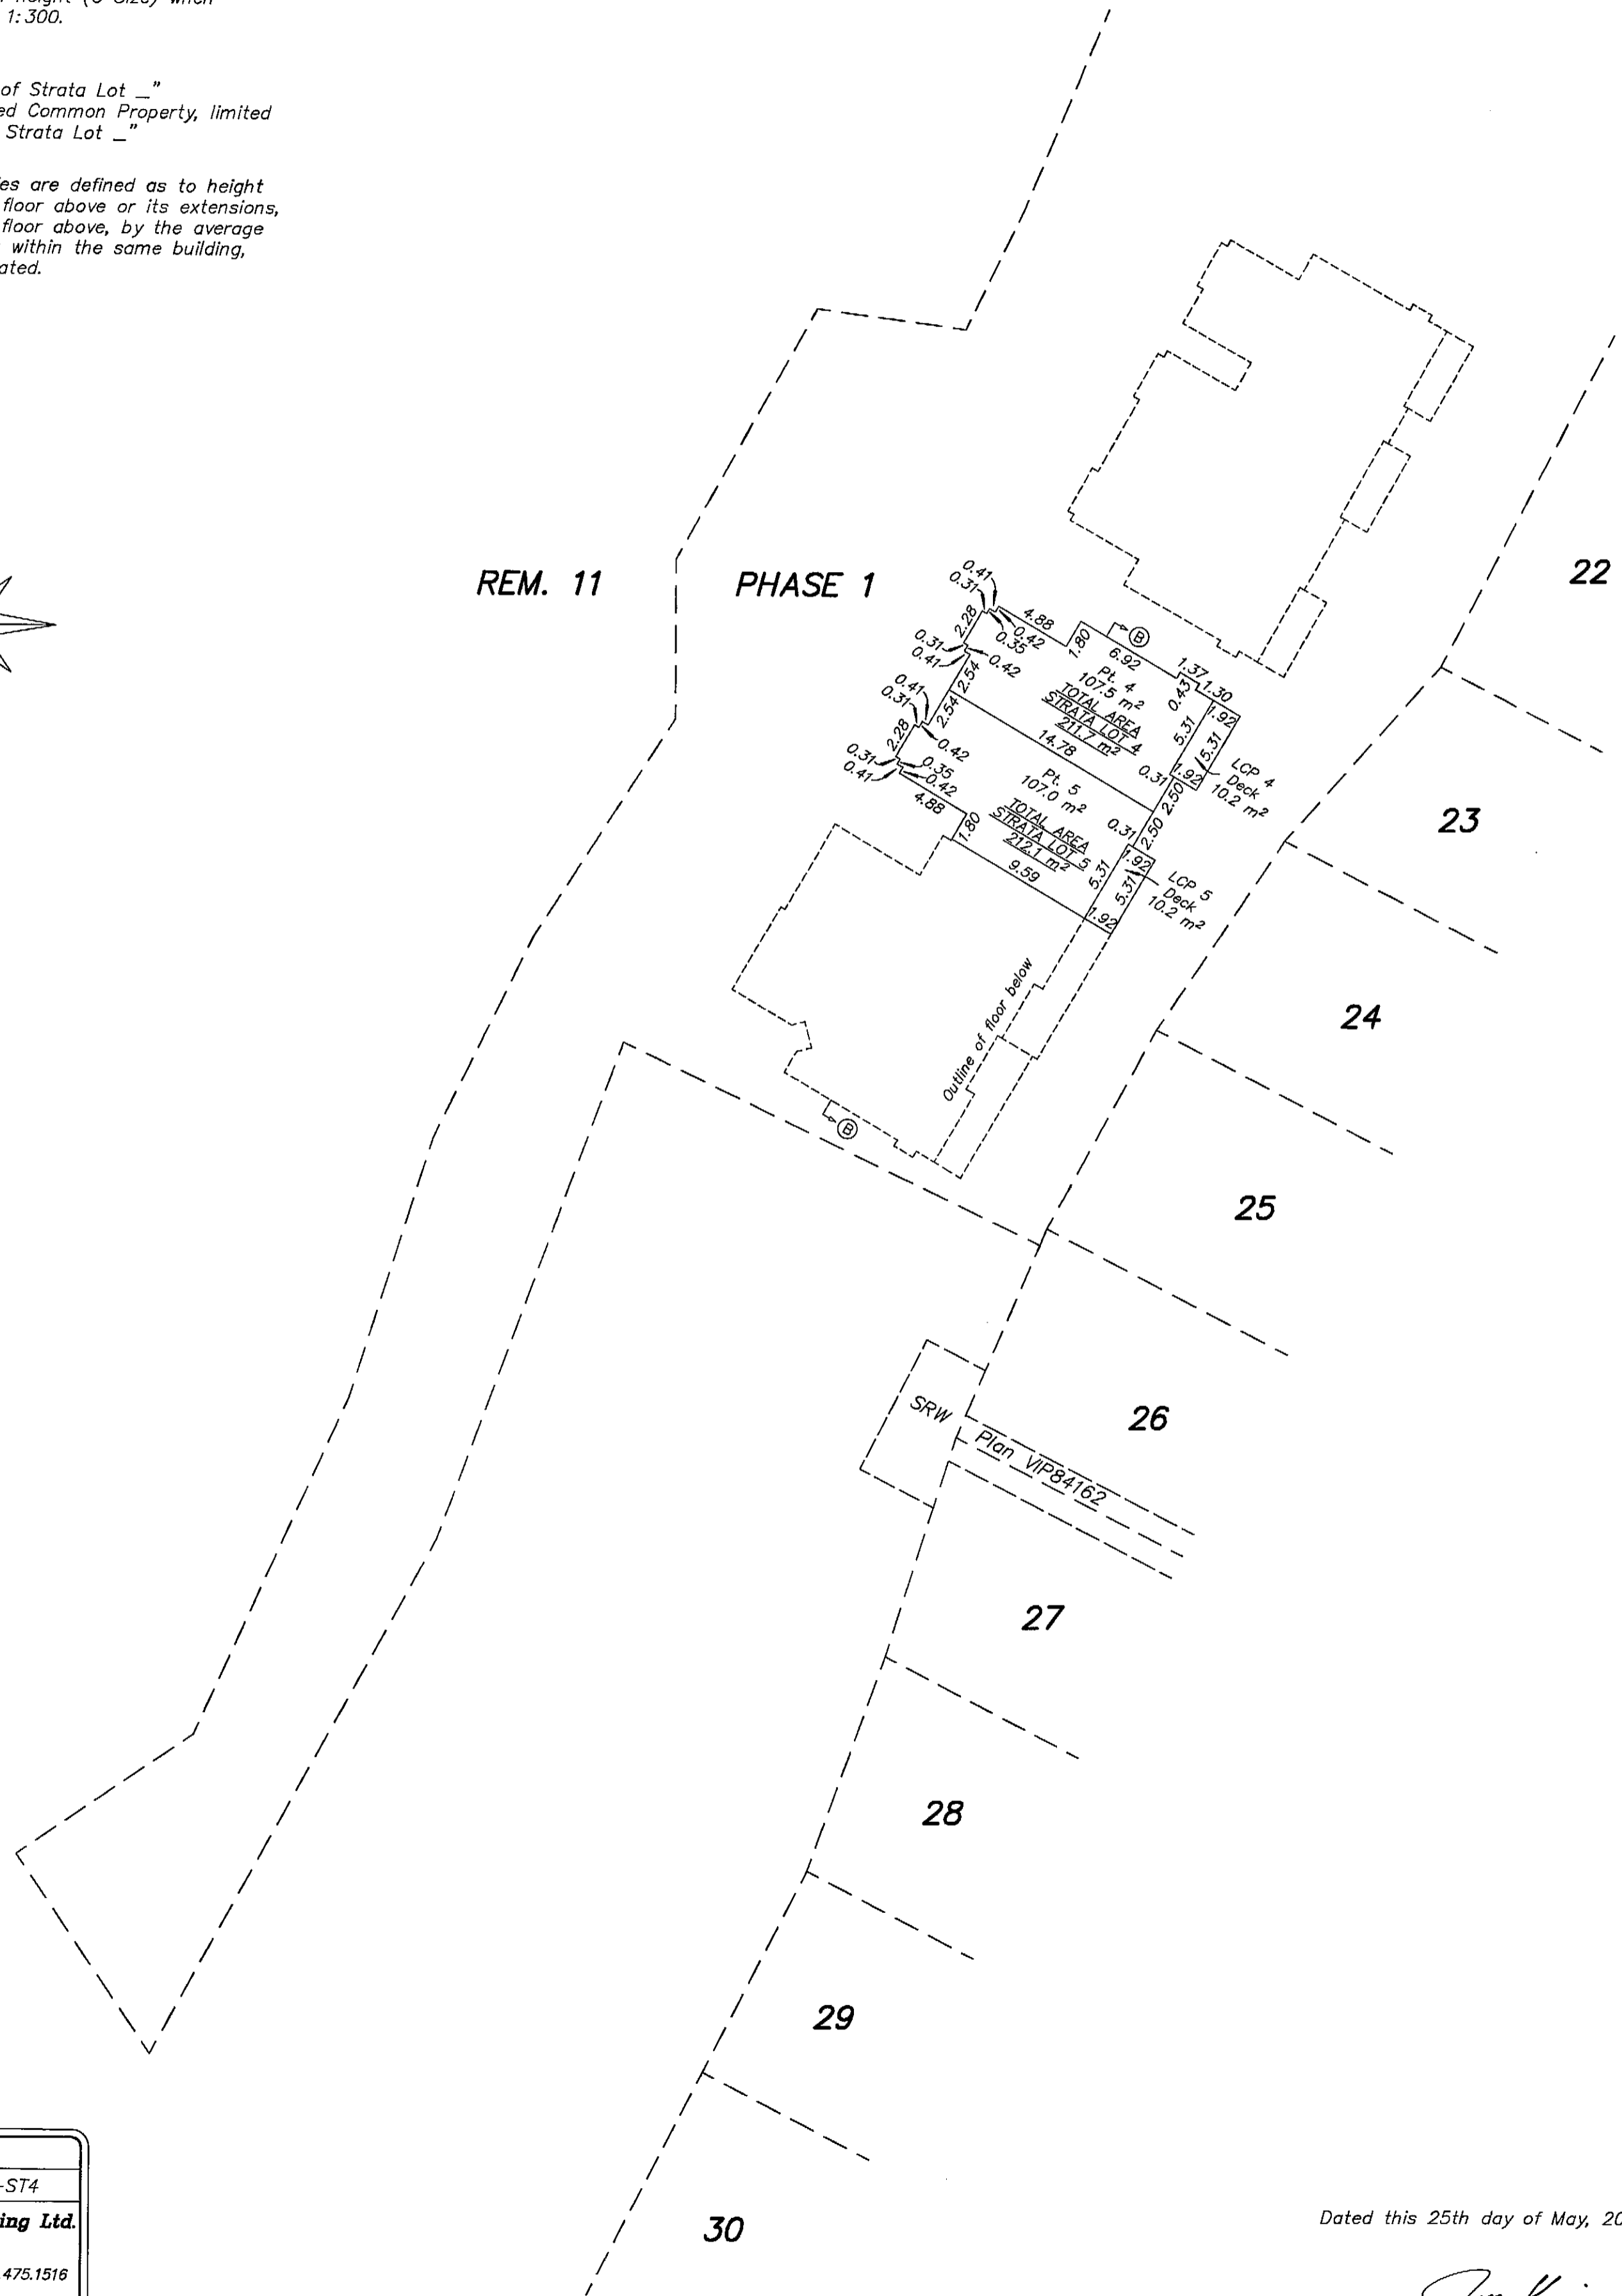 1:300.
of Strata Lot _"
ed Common Property, limited
Strata Lot _"
es are defined as to height
floor above or its extensions,
floor above, by the average
within the same building,
ated.
REM. 11
PHASE 1
22
0.41
0.31
2.28
4.88
0.42
0.35
1.80
B
6.92
0.31
0.41
0.42
2.54
1.37
1.30
0.43
Pt. 4
107.5 m²
TOTAL AREA
STRATA LOT 4
211.7 m²
1.92
5.31
5.31
0.41
0.31
2.54
14.78
2.28
0.42
0.31
1.92
LCP 4
Deck
10.2 m²
2.50
0.31
0.41
0.35
0.42
4.88
Pt. 5
107.0 m²
TOTAL AREA
STRATA LOT 5
212.1 m²
0.31
2.50
1.80
9.59
5.31
1.92
5.31
LCP 5
Deck
10.2 m²
1.92
23
Outline of floor below
24
B
25
SRW
Plan VIP84162
26
27
28
29
30
-ST4
ing Ltd.
475.1516
Dated this 25th day of May, 20